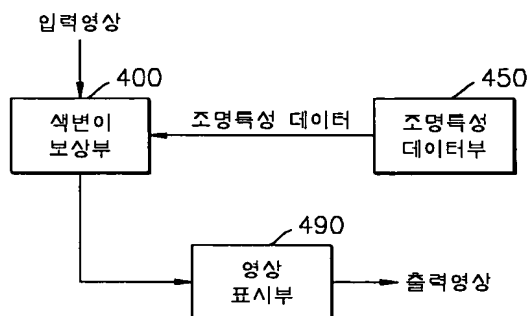 입력영상
400
색변이
보상부
조명특성 데이터
450
조명특성
데이터부
490
영상
표시부
출력영상